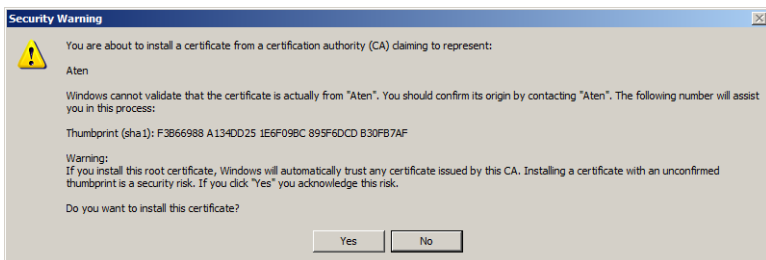 Security Warning
You are about to install a certificate from a certification authority (CA) claiming to represent:
Aten
Windows cannot validate that the certificate is actually from "Aten". You should confirm its origin by contacting "Aten". The following number will assist
you in this process:
Thumbprint (sha1): F3B66988 A134DD25 1E6F09BC 895F6DCD B30FB7AF
Warning:
If you install this root certificate, Windows will automatically trust any certificate issued by this CA. Installing a certificate with an unconfirmed
thumbprint is a security risk. If you click "Yes" you acknowledge this risk.
Do you want to install this certificate?
Yes
No